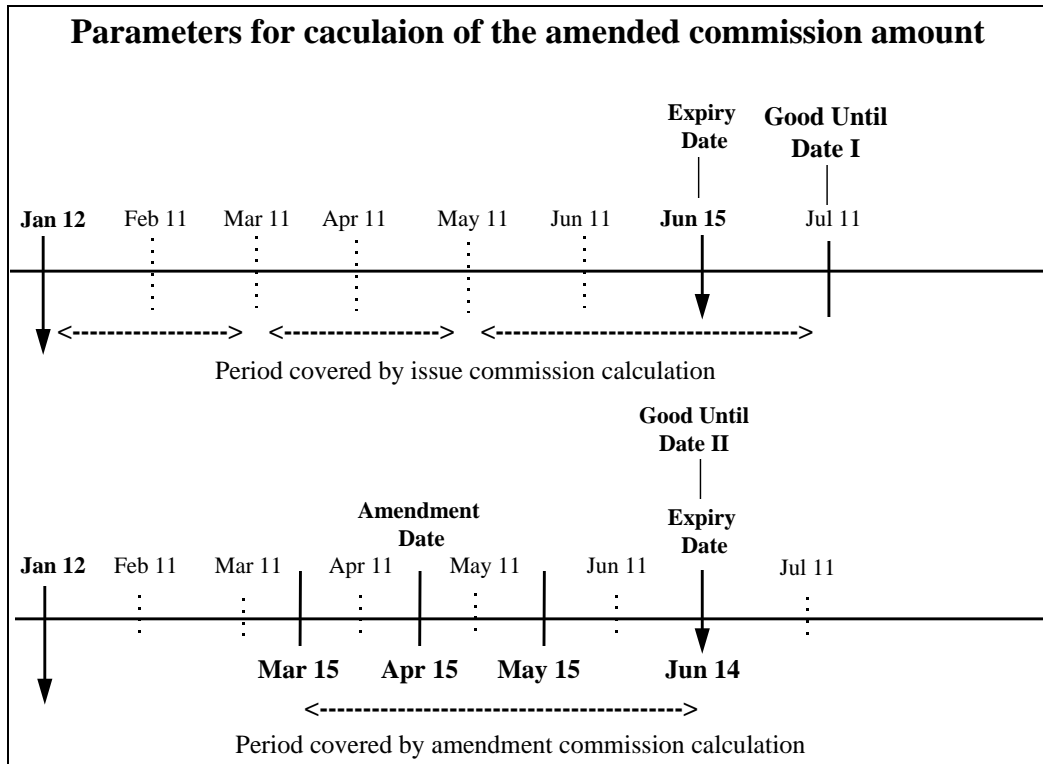 Parameters for caculaion of the amended commission amount
Expiry
Date
Good Until
Date I
Jan 12 Feb 11 Mar 11 Apr 11 May 11 Jun 11 Jun 15 Jul 11
<---------------------> <-----------------> <------------------------------->
Period covered by issue commission calculation
Good Until
Date II
Amendment
Date
Expiry
Date
Jan 12 Feb 11 Mar 11 Apr 11 May 11 Jun 11 Jul 11
Mar 15 Apr 15 May 15 Jun 14
<----------------------------------->
Period covered by amendment commission calculation